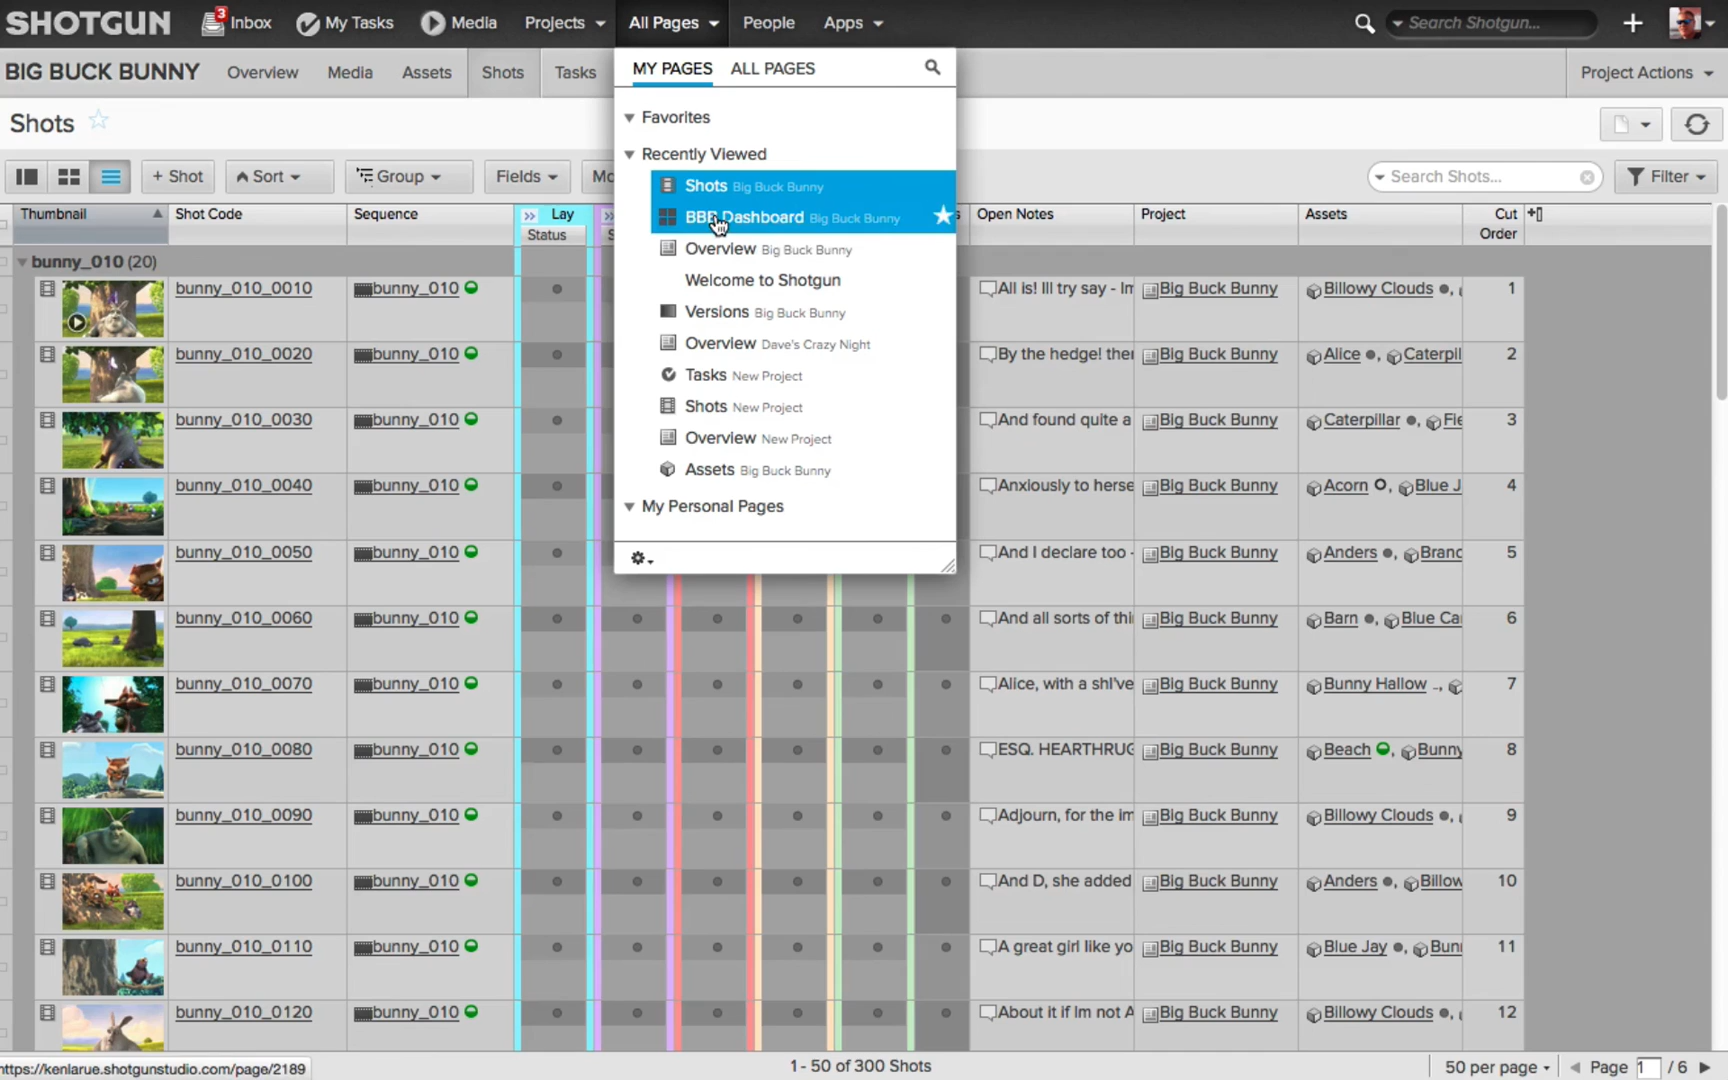 SHOTGUN 3 Inbox My Tasks Media Projects All Pages People Apps Search Shotgun...
BIG BUCK BUNNY Overview Media Assets Shots Tasks Project Actions
MY PAGES ALL PAGES
Shots
Favorites
+ Shot Sort Group Fields Search Shots... Filter
Recently Viewed
Shots Big Buck Bunny
BBB Dashboard Big Buck Bunny
Overview Big Buck Bunny
Welcome to Shotgun
Versions Big Buck Bunny
Overview Dave's Crazy Night
Tasks New Project
Shots New Project
Overview New Project
Assets Big Buck Bunny
My Personal Pages
Thumbnail Shot Code Sequence Lay Open Notes Project Assets Cut Order
Status
bunny_010 (20)
bunny_010_0010 bunny_010 All is! Ill try say - Im Big Buck Bunny Billowy Clouds 1
bunny_010_0020 bunny_010 By the hedge! ther Big Buck Bunny Alice , Caterpil 2
bunny_010_0030 bunny_010 And found quite a Big Buck Bunny Caterpillar , Fie 3
bunny_010_0040 bunny_010 Anxiously to herse Big Buck Bunny Acorn , Blue J 4
bunny_010_0050 bunny_010 And I declare too - Big Buck Bunny Anders , Branc 5
bunny_010_0060 bunny_010 And all sorts of thi Big Buck Bunny Barn , Blue Ca 6
bunny_010_0070 bunny_010 Alice, with a shI've Big Buck Bunny Bunny Hallow 7
bunny_010_0080 bunny_010 ESQ. HEARTHRUG Big Buck Bunny Beach , Bunny 8
bunny_010_0090 bunny_010 Adjourn, for the im Big Buck Bunny Billowy Clouds 9
bunny_010_0100 bunny_010 And D, she added Big Buck Bunny Anders , Billow 10
bunny_010_0110 bunny_010 A great girl like yo Big Buck Bunny Blue Jay , Bun 11
bunny_010_0120 bunny_010 About it if Im not A Big Buck Bunny Billowy Clouds 12
https://kenlarue.shotgunstudio.com/page/2189 1 - 50 of 300 Shots 50 per page Page 1 / 6